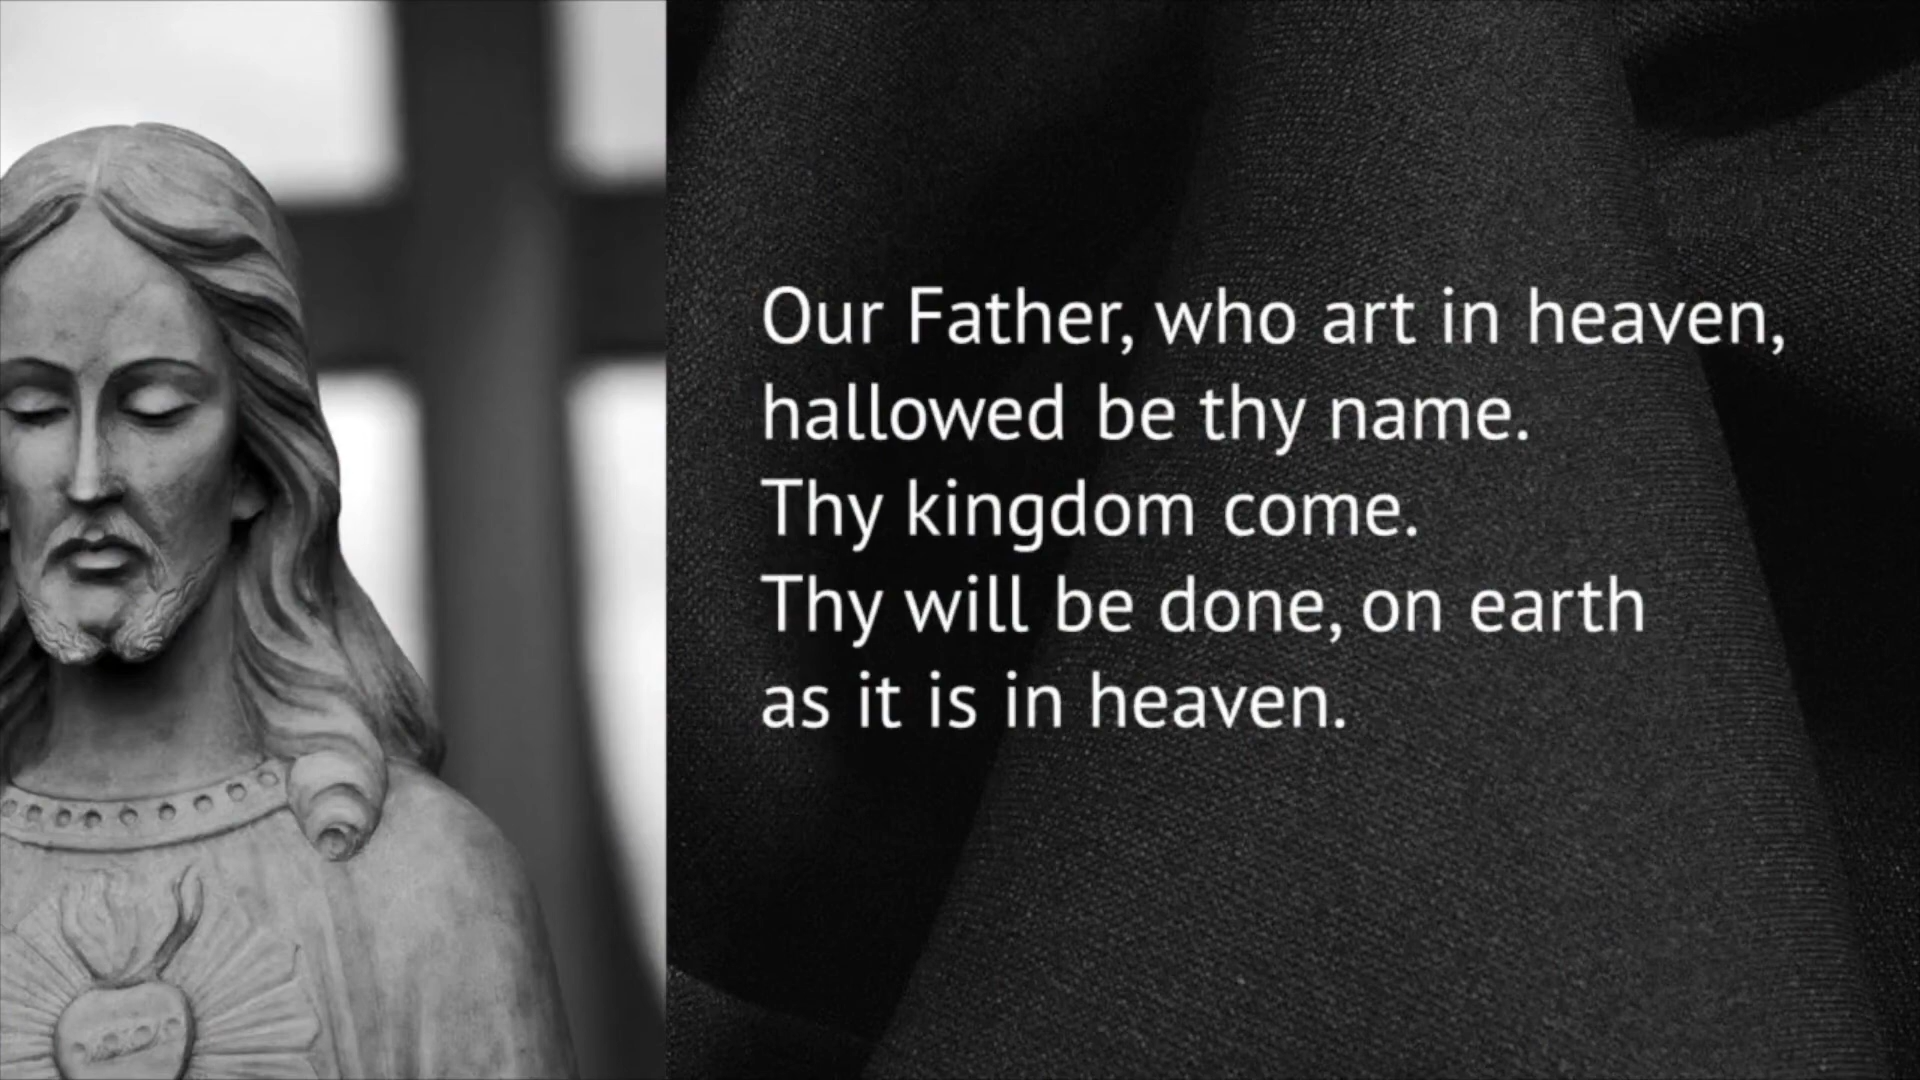 Our Father, who art in heaven,
hallowed be thy name.
Thy kingdom come.
Thy will be done, on earth
as it is in heaven.